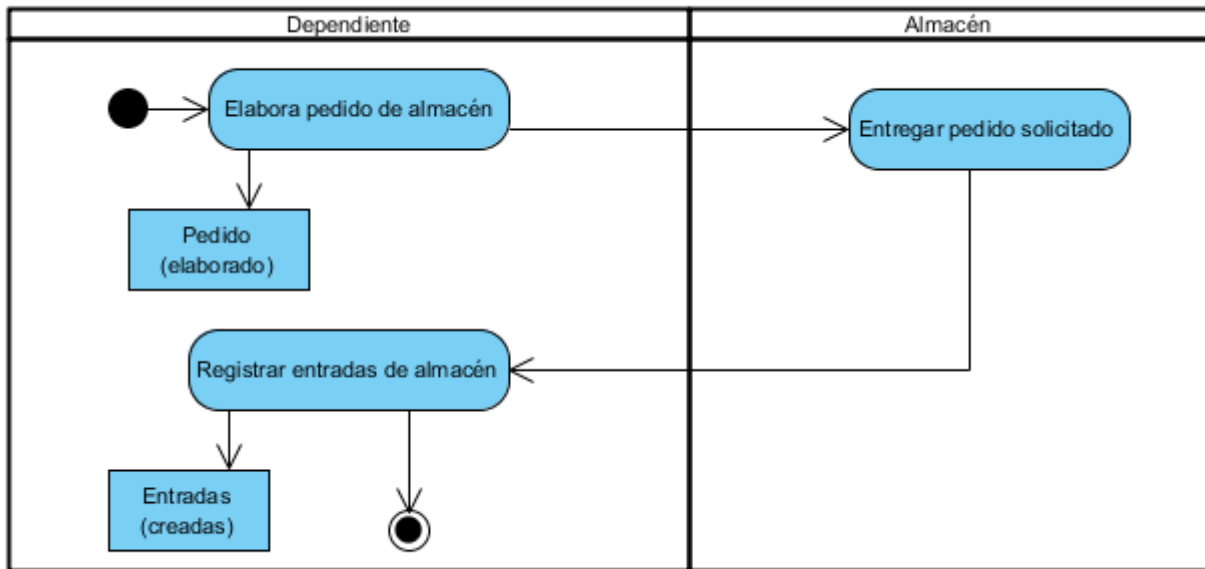 Dependiente
Almacén
Elabora pedido de almacén
Entregar pedido solicitado
Pedido
(elaborado)
Registrar entradas de almacén
Entradas
(creadas)